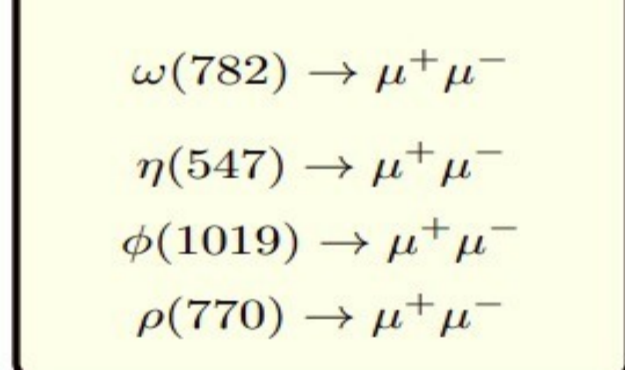 ω(782) → μ⁺μ⁻
η(547) → μ⁺μ⁻
ϕ(1019) → μ⁺μ⁻
ρ(770) → μ⁺μ⁻